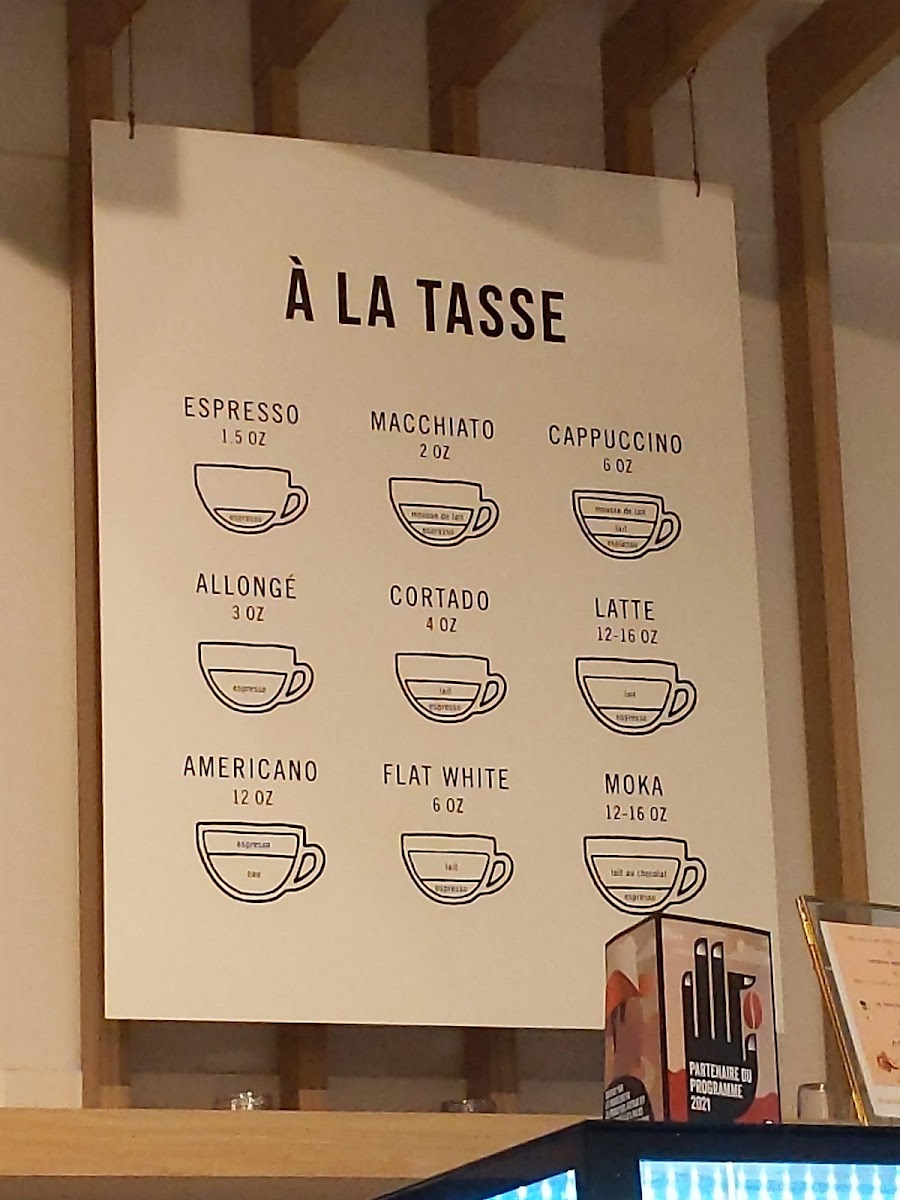 À LA TASSE
ESPRESSO
1.5 OZ
espresso
MACCHIATO
2 OZ
mousse de lait
espresso
CAPPUCCINO
6 OZ
mousse de lait
lait
espresso
ALLONGÉ
3 OZ
espresso
CORTADO
4 OZ
lait
espresso
LATTE
12-16 OZ
lait
espresso
AMERICANO
12 OZ
espresso
eau
FLAT WHITE
6 OZ
lait
espresso
MOKA
12-16 OZ
lait au chocolat
espresso
PARTENAIRE DU
PROGRAMME
2021